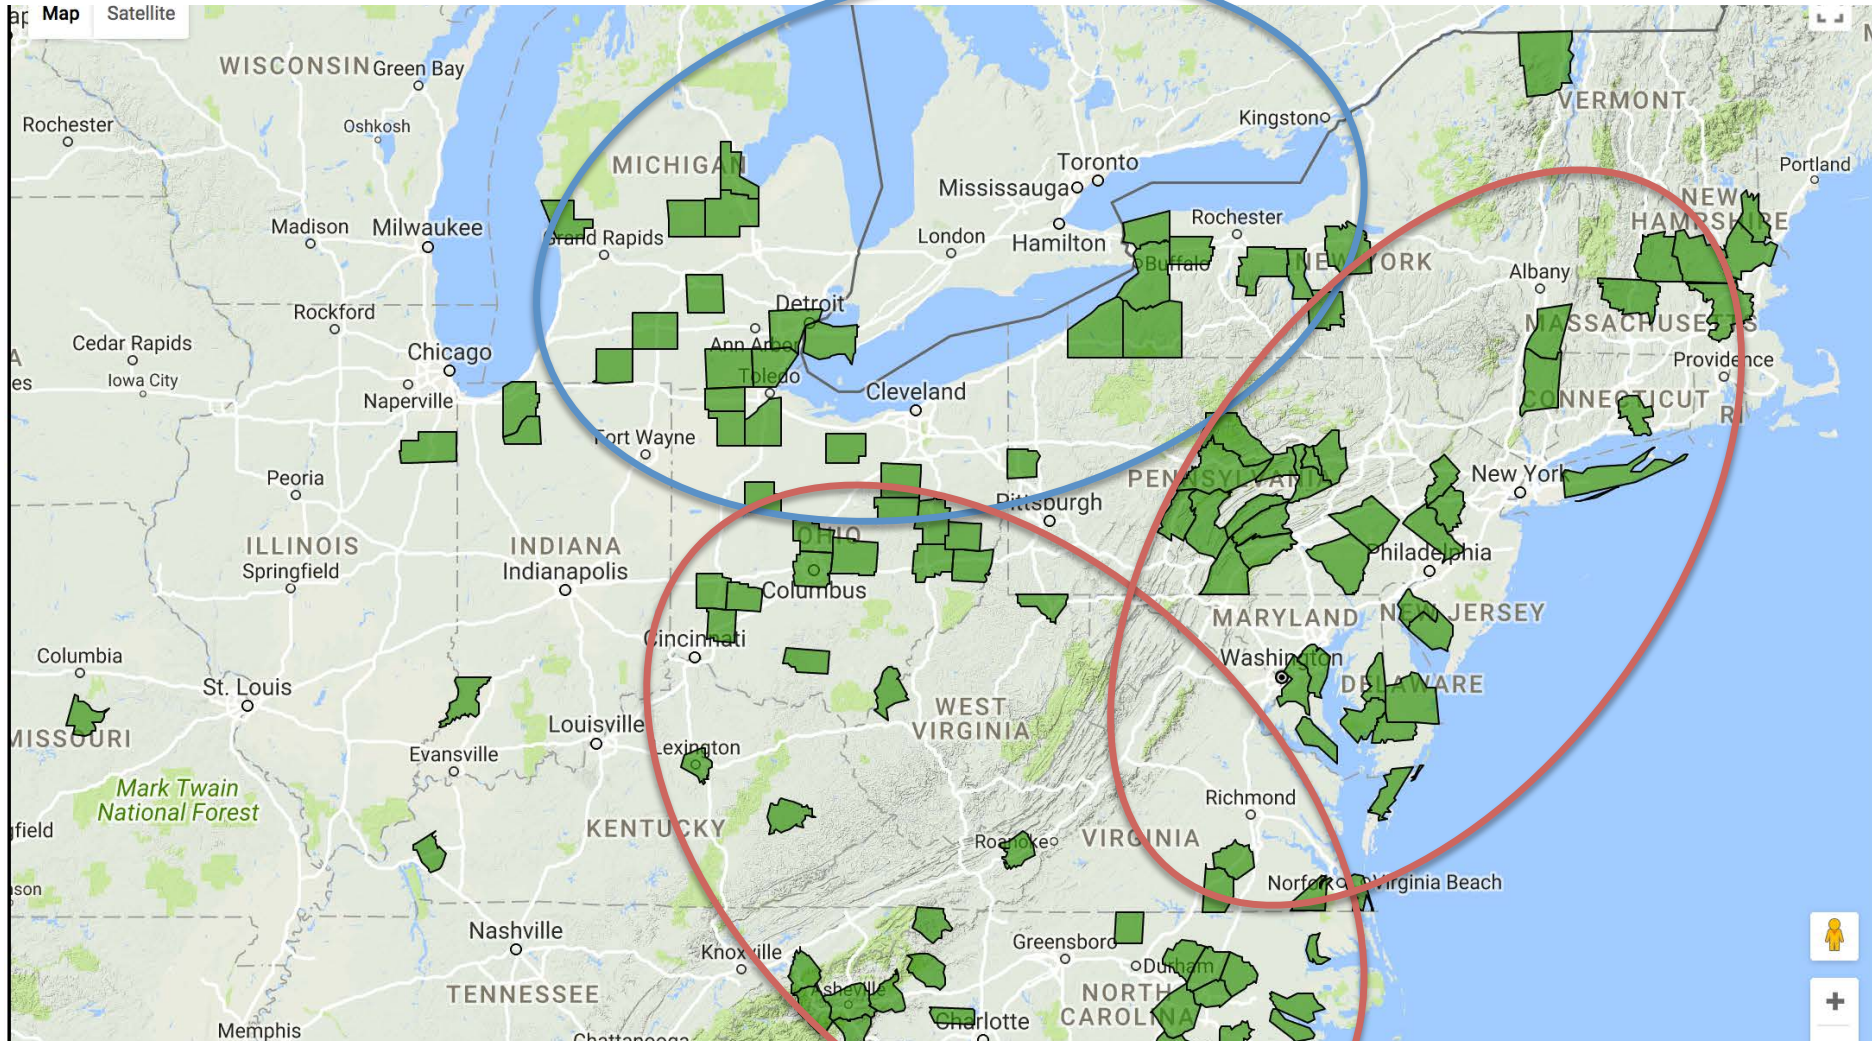 Map Satellite
WISCONSIN
Green Bay
Rochester
Oshkosh
MICHIGAN
Kingston
VERMONT
Toronto
Mississauga
Portland
NEW
HAMPSHIRE
Madison
Milwaukee
Grand Rapids
London
Hamilton
Rochester
Buffalo
NEW YORK
Albany
Rockford
Detroit
MASSACHUSETTS
Cedar Rapids
Ann Arbor
Chicago
Providence
es
Iowa City
Toledo
Naperville
Cleveland
CONNECTICUT
RI
Fort Wayne
Peoria
PENNSYLVANIA
New York
Pittsburgh
ILLINOIS
INDIANA
OHIO
Philadelphia
Springfield
Indianapolis
Columbus
MARYLAND
NEW JERSEY
Cincinnati
Columbia
Washington
St. Louis
DELAWARE
WEST
VIRGINIA
Louisville
MISSOURI
Lexington
Evansville
Mark Twain
National Forest
Richmond
gfield
KENTUCKY
Roanoke
VIRGINIA
son
Norfolk
Virginia Beach
Nashville
Knoxville
Greensboro
Durham
TENNESSEE
Asheville
NORTH
CAROLINA
Charlotte
Memphis
Chattanooga
+